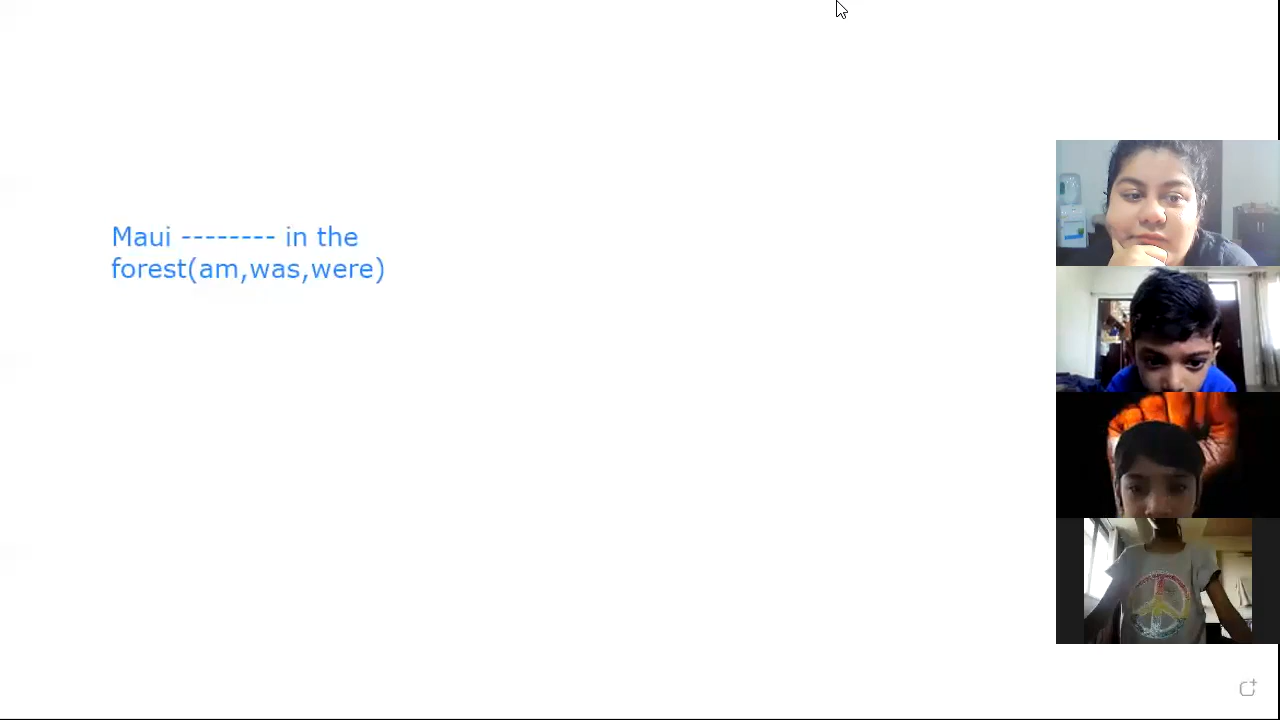 Maui -------- in the
forest(am,was,were)